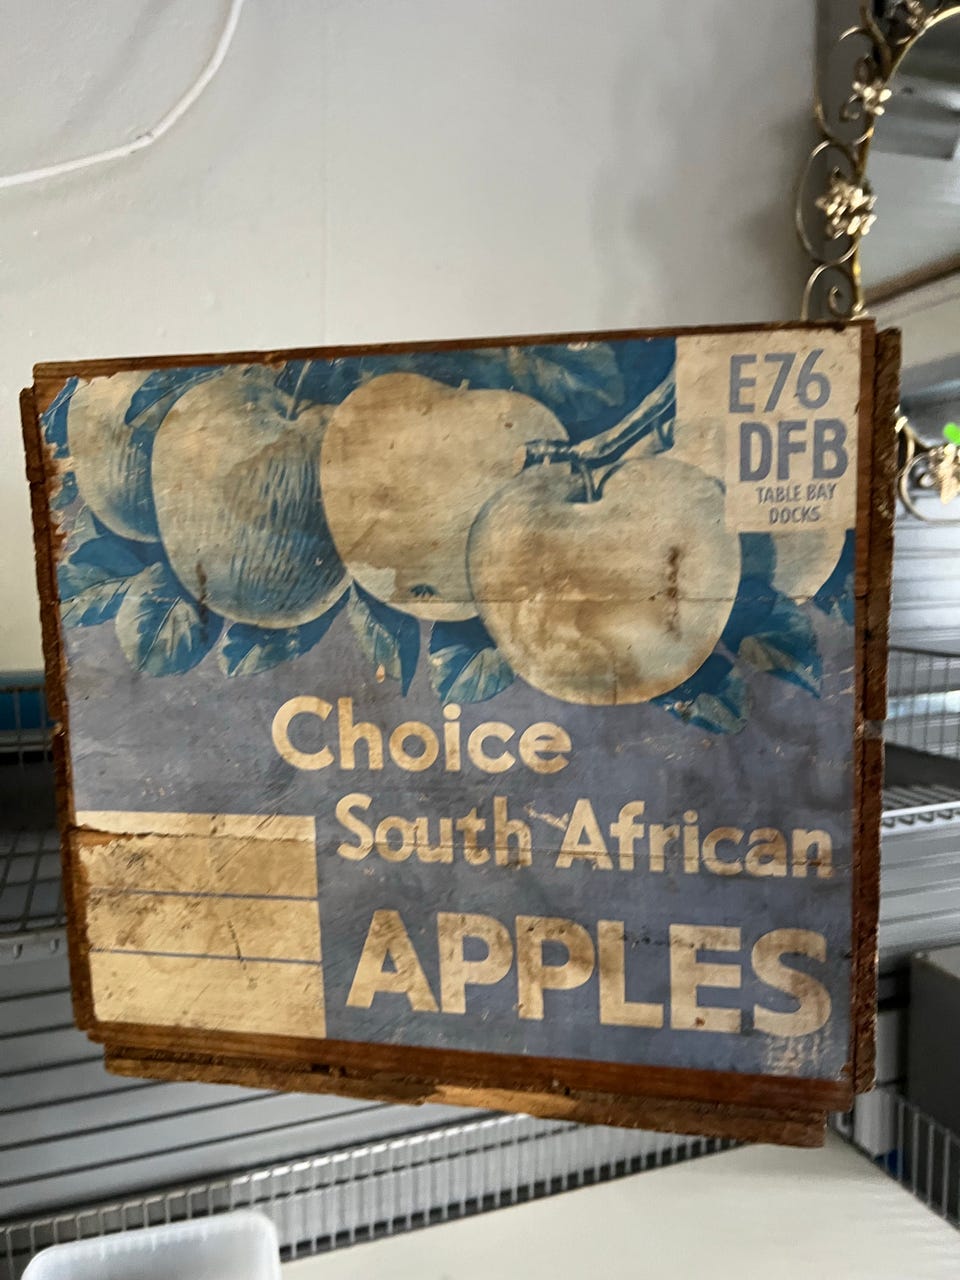 E76
DFB
TABLE BAY
DOCKS
Choice
South African
APPLES